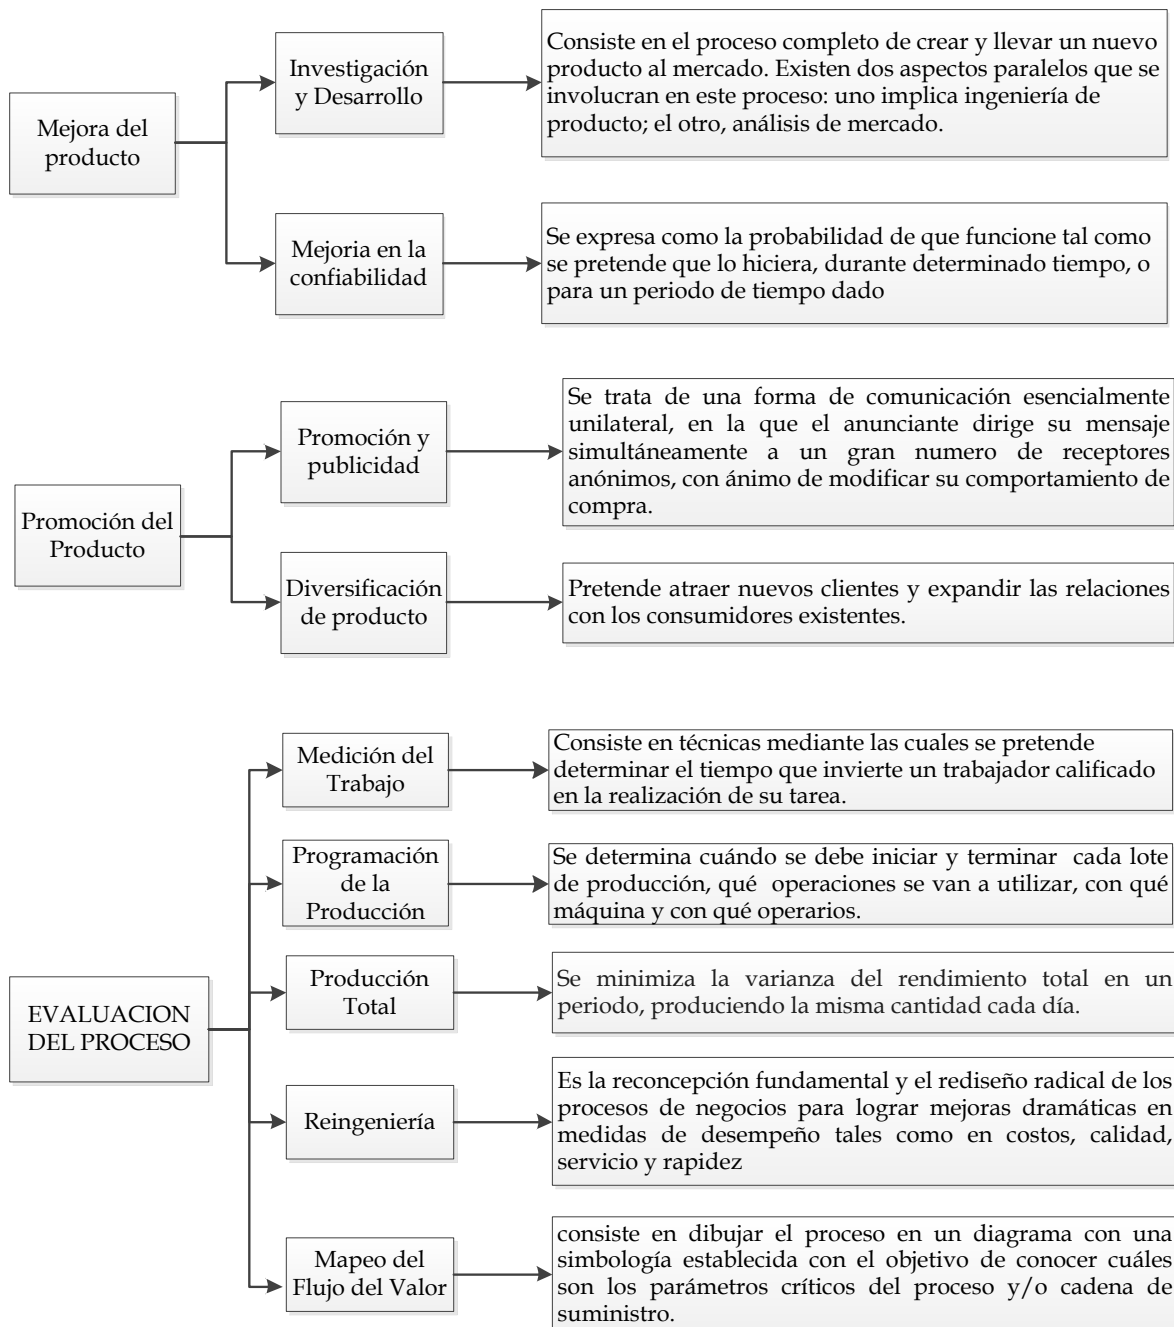 Mejora del
producto
Investigación
y Desarrollo
Consiste en el proceso completo de crear y llevar un nuevo
producto al mercado. Existen dos aspectos paralelos que se
involucran en este proceso: uno implica ingeniería de
producto; el otro, análisis de mercado.
Mejoria en la
confiabilidad
Se expresa como la probabilidad de que funcione tal como
se pretende que lo hiciera, durante determinado tiempo, o
para un periodo de tiempo dado
Promoción del
Producto
Promoción y
publicidad
Se trata de una forma de comunicación esencialmente
unilateral, en la que el anunciante dirige su mensaje
simultáneamente a un gran numero de receptores
anónimos, con ánimo de modificar su comportamiento de
compra.
Diversificación
de producto
Pretende atraer nuevos clientes y expandir las relaciones
con los consumidores existentes.
EVALUACION
DEL PROCESO
Medición del
Trabajo
Consiste en técnicas mediante las cuales se pretende
determinar el tiempo que invierte un trabajador calificado
en la realización de su tarea.
Programación
de la
Producción
Se determina cuándo se debe iniciar y terminar cada lote
de producción, qué operaciones se van a utilizar, con qué
máquina y con qué operarios.
Producción
Total
Se minimiza la varianza del rendimiento total en un
periodo, produciendo la misma cantidad cada día.
Reingeniería
Es la reconcepción fundamental y el rediseño radical de los
procesos de negocios para lograr mejoras dramáticas en
medidas de desempeño tales como en costos, calidad,
servicio y rapidez
Mapeo del
Flujo del Valor
consiste en dibujar el proceso en un diagrama con una
simbología establecida con el objetivo de conocer cuáles
son los parámetros críticos del proceso y/o cadena de
suministro.